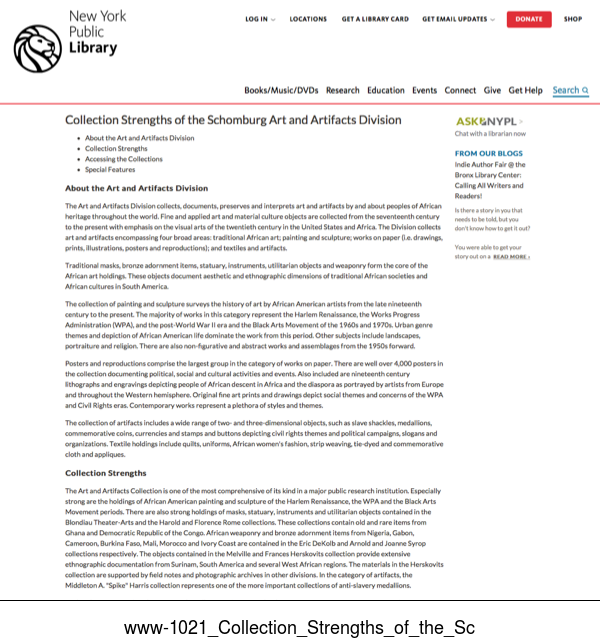 New York
Public
Library
LOG IN
LOCATIONS
GET A LIBRARY CARD
GET EMAIL UPDATES
DONATE
SHOP
Books/Music/DVDs Research Education Events Connect Give Get Help Search
Collection Strengths of the Schomburg Art and Artifacts Division
• About the Art and Artifacts Division
• Collection Strengths
• Accessing the Collections
• Special Features
About the Art and Artifacts Division
The Art and Artifacts Division collects, documents, preserves and interprets art and artifacts by and about peoples of African
heritage throughout the world. Fine and applied art and material culture objects are collected from the seventeenth century
to the present with emphasis on the visual arts of the twentieth century in the United States and Africa. The Division collects
art and artifacts encompassing four broad areas: traditional African art; painting and sculpture; works on paper (i.e. drawings,
prints, illustrations, posters and reproductions); and textiles and artifacts.
Traditional masks, bronze adornment items, statuary, instruments, utilitarian objects and weaponry form the core of the
African art holdings. These objects document aesthetic and ethnographic dimensions of traditional African societies and
African cultures in South America.
The collection of painting and sculpture surveys the history of art by African American artists from the late nineteenth
century to the present. The majority of works in this category represent the Harlem Renaissance, the Works Progress
Administration (WPA), and the post-World War II era and the Black Arts Movement of the 1960s and 1970s. Urban genre
themes and depiction of African American life dominate the work from this period. Other subjects include landscapes,
portraiture and religion. There are also non-figurative and abstract works and assemblages from the 1950s forward.
Posters and reproductions comprise the largest group in the category of works on paper. There are well over 4,000 posters in
the collection documenting political, social and cultural activities and events. Also included are nineteenth century
lithographs and engravings depicting people of African descent in Africa and the diaspora as portrayed by artists from Europe
and throughout the Western hemisphere. Original fine art prints and drawings depict social themes and concerns of the WPA
and Civil Rights eras. Contemporary works represent a plethora of styles and themes.
The collection of artifacts includes a wide range of two- and three-dimensional objects, such as slave shackles, medallions,
commemorative coins, currencies and stamps and buttons depicting civil rights themes and political campaigns, slogans and
organizations. Textile holdings include quilts, uniforms, African women's fashion, strip weaving, tie-dyed and commemorative
cloth and appliques.
Collection Strengths
The Art and Artifacts Collection is one of the most comprehensive of its kind in a major public research institution. Especially
strong are the holdings of African American painting and sculpture of the Harlem Renaissance, the WPA and the Black Arts
Movement periods. There are also strong holdings of masks, statuary, instruments and utilitarian objects contained in the
Blondiau Theater-Arts and the Harold and Florence Rome collections. These collections contain old and rare items from
Ghana and Democratic Republic of the Congo. African weaponry and bronze adornment items from Nigeria, Gabon,
Cameroon, Burkina Faso, Mali, Morocco and Ivory Coast are contained in the Eric DeKolb and Arnold and Joanne Syrop
collections respectively. The objects contained in the Melville and Frances Herskovits collection provide extensive
ethnographic documentation from Surinam, South America and several West African regions. The materials in the Herskovits
collection are supported by field notes and photographic archives in other divisions. In the category of artifacts, the
Middleton A. "Spike" Harris collection represents one of the more important collections of anti-slavery medallions.
ASK NYPL
Chat with a librarian now
FROM OUR BLOGS
Indie Author Fair @ the
Bronx Library Center:
Calling All Writers and
Readers!
Is there a story in you that
needs to be told, but you
don't know how to get it out?
You were able to get your
story out on a READ MORE ›
www-1021_Collection_Strengths_of_the_Sc